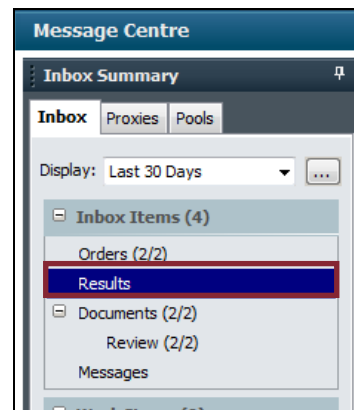 Message Centre
Inbox Summary
Inbox Proxies Pools
Display: Last 30 Days ...
Inbox Items (4)
Orders (2/2)
Results
Documents (2/2)
Review (2/2)
Messages